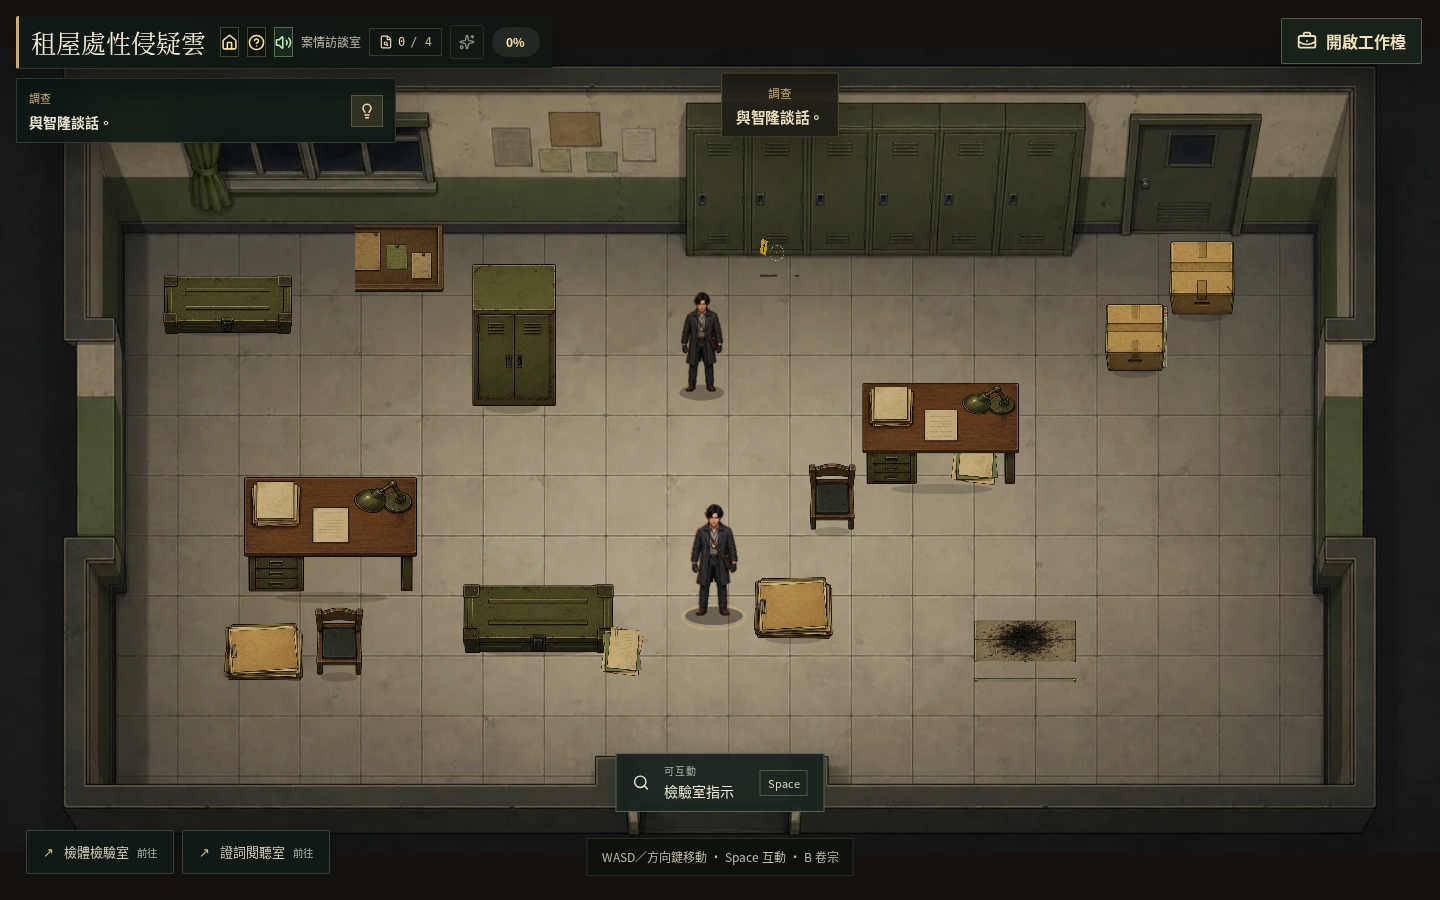 租屋處性侵疑雲
案情訪談室
0 / 4
0%
開啟工作檯
調查
與智隆談話。
調查
與智隆談話。
可互動
檢驗室指示
Space
檢體檢驗室 前往
證詞閱聽室 前往
WASD／方向鍵移動 • Space 互動 • B 卷宗